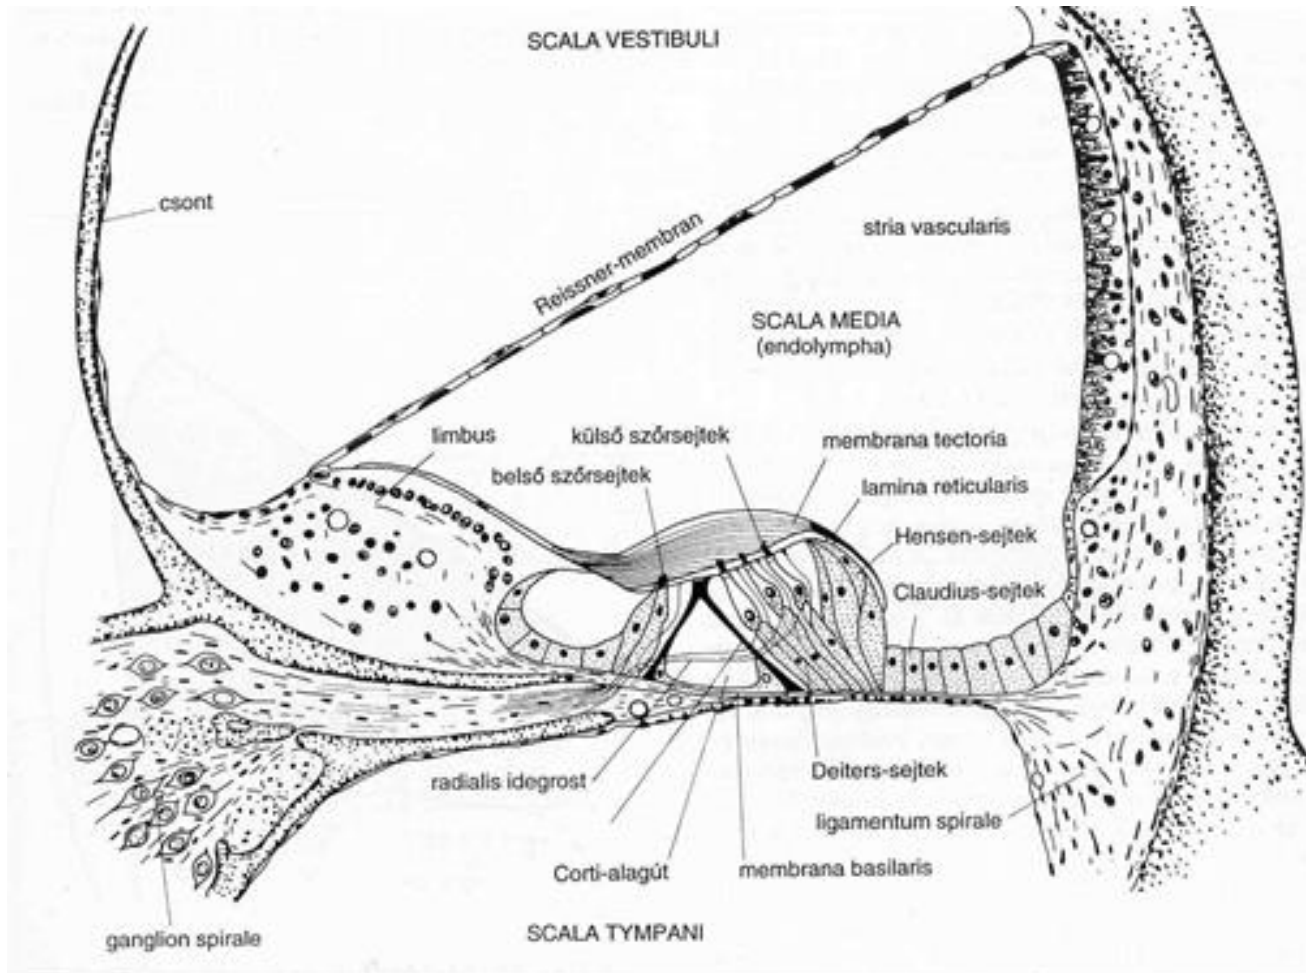 SCALA VESTIBULI
csont
Reissner-membrán
stria vascularis
SCALA MEDIA
(endolympha)
limbus
külső szőrsejtek
membrana tectoria
belső szőrsejtek
lamina reticularis
Hensen-sejtek
Claudius-sejtek
radialis idegrost
Deiters-sejtek
ligamentum spirale
Corti-alagút
membrana basilaris
ganglion spirale
SCALA TYMPANI